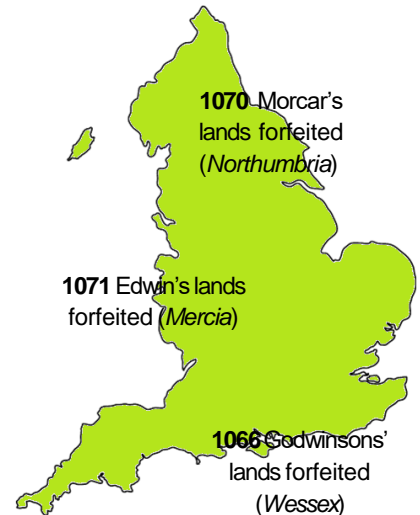 1070 Morcar’s
lands forfeited
(Northumbria)
1071 Edwin’s lands
forfeited (Mercia)
1066 Godwinsons’
lands forfeited
(Wessex)